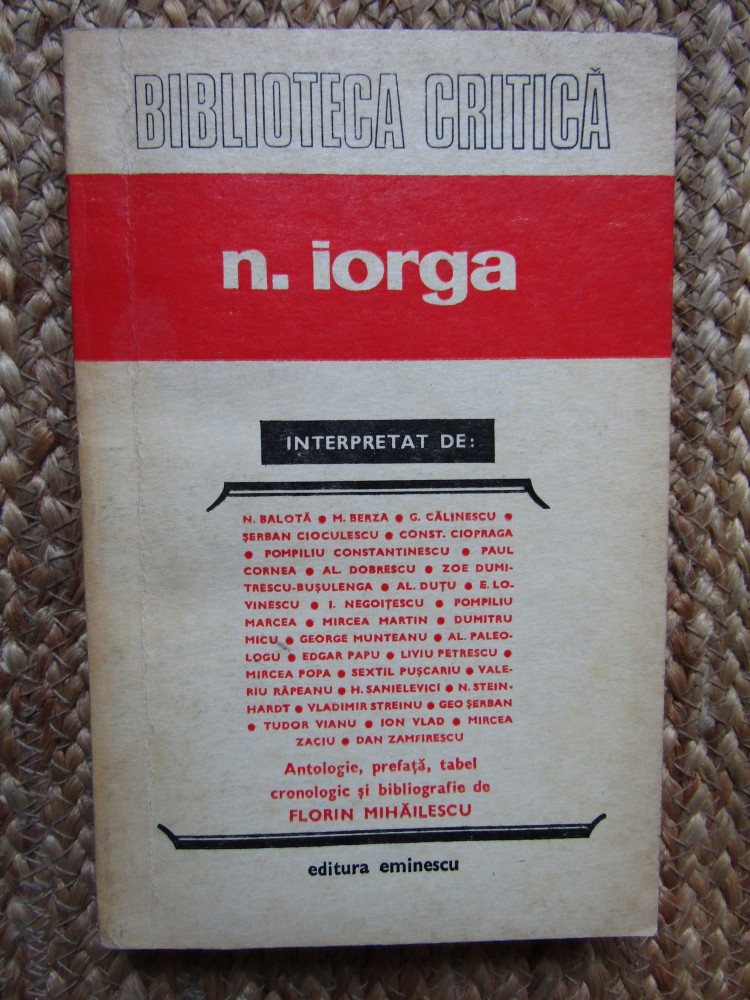 BIBLIOTECA CRITICĂ
n. iorga
INTERPRETAT DE:
N. BALOTĂ • M. BERZA • G. CĂLINESCU •
ȘERBAN CIOCULESCU • CONST. CIOPRAGA
• POMPILIU CONSTANTINESCU • PAUL
CORNEA • AL. DOBRESCU • ZOE DUMI-
TRESCU-BUȘULENGA • AL. DUȚU • E. LO-
VINESCU • I. NEGOIȚESCU • POMPILIU
MARCEA • MIRCEA MARTIN • DUMITRU
MICU • GEORGE MUNTEANU • AL. PALEO-
LOGU • EDGAR PAPU • LIVIU PETRESCU •
MIRCEA POPA • SEXTIL PUȘCARIU • VALE-
RIU RÂPEANU • H. SANIELEVICI • N. STEIN-
HARDT • VLADIMIR STREINU • GEO ȘERBAN
• TUDOR VIANU • ION VLAD • MIRCEA
ZACIU • DAN ZAMFIRESCU
Antologie, prefață, tabel
cronologic și bibliografie de
FLORIN MIHĂILESCU
editura eminescu